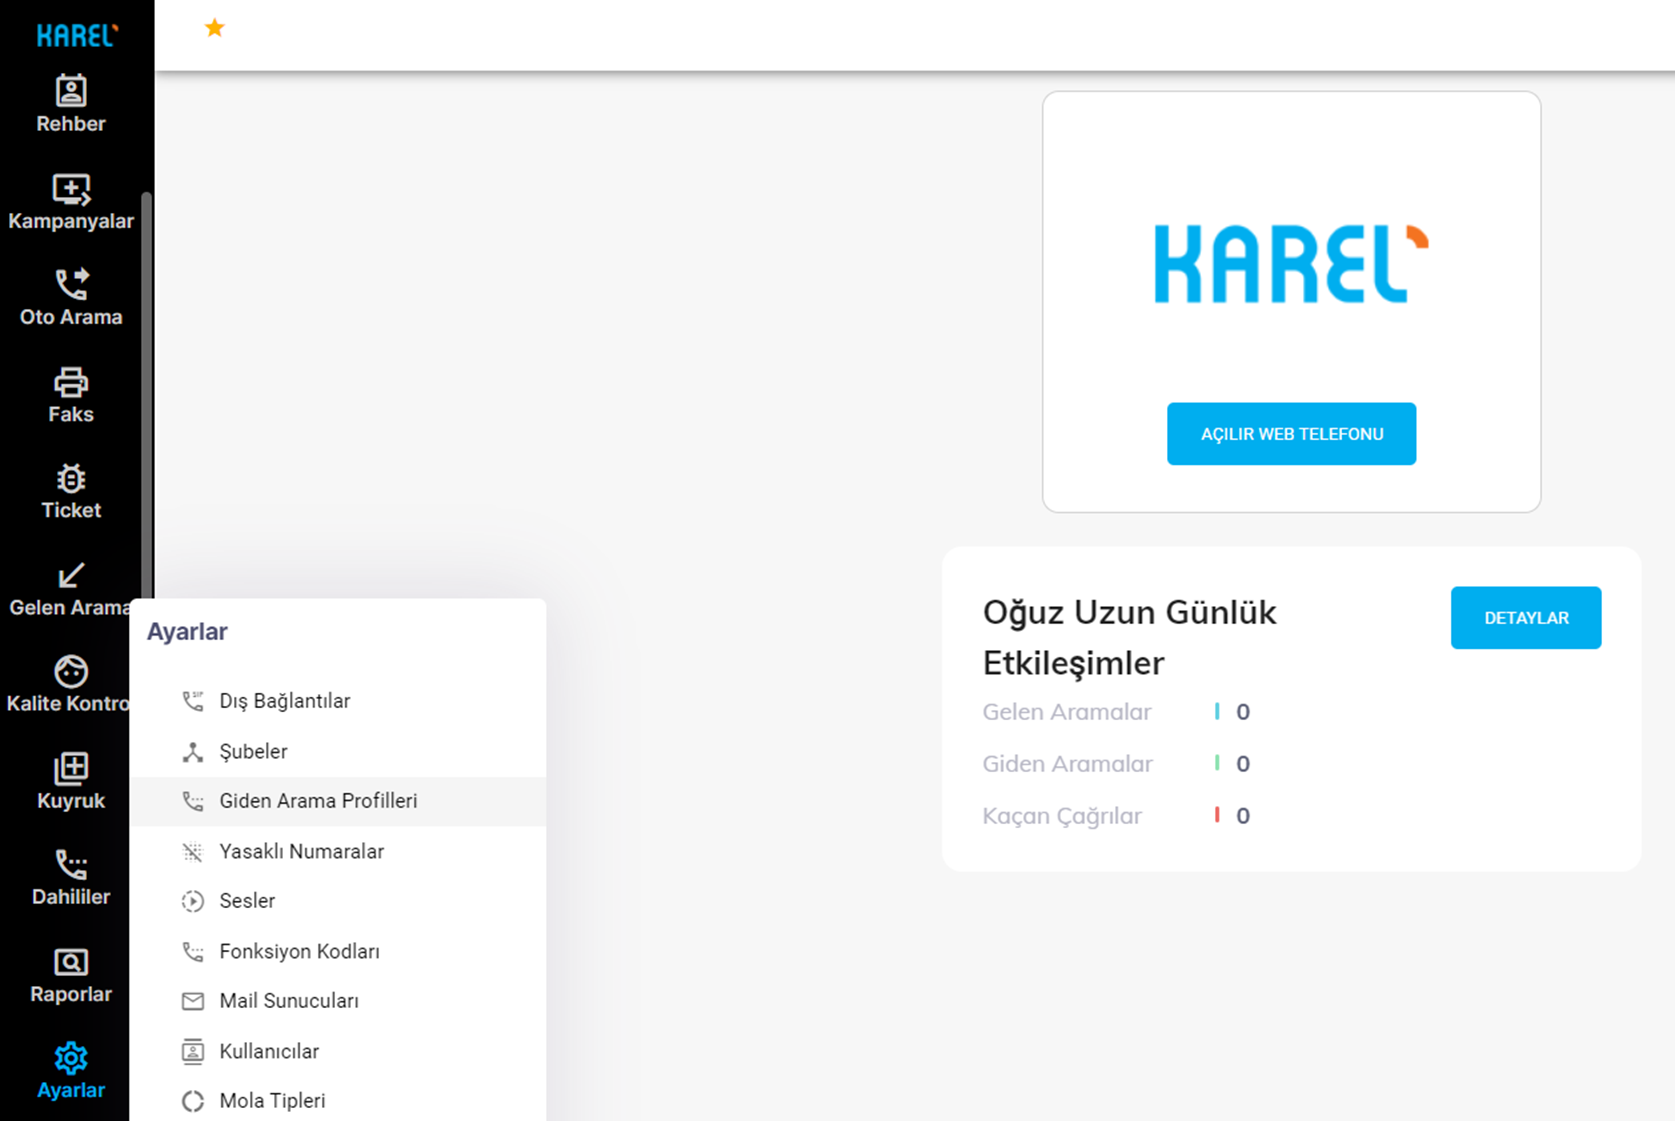 KAREL
Rehber
Kampanyalar
Oto Arama
Faks
Ticket
Gelen Arama
Kalite Kontro
Kuyruk
Dahililer
Raporlar
Ayarlar
Ayarlar
Dış Bağlantılar
Şubeler
Giden Arama Profilleri
Yasaklı Numaralar
Sesler
Fonksiyon Kodları
Mail Sunucuları
Kullanıcılar
Mola Tipleri
KAREL
AÇILIR WEB TELEFONU
Oğuz Uzun Günlük
Etkileşimler
DETAYLAR
Gelen Aramalar 0
Giden Aramalar 0
Kaçan Çağrılar 0